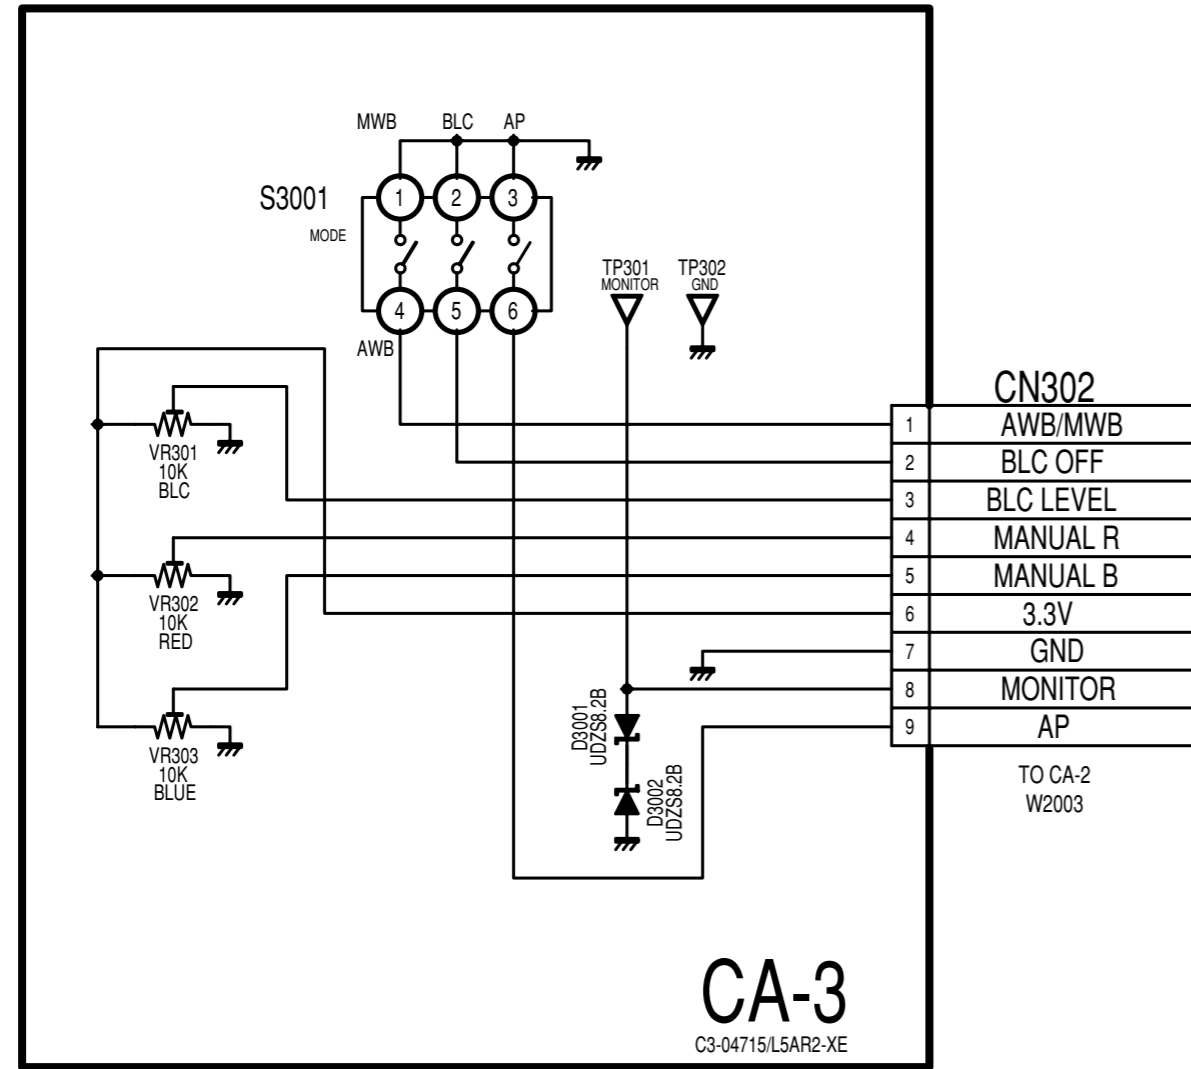 MWB BLC AP
S3001
MODE
1 2 3
4 5 6
AWB
TP301
MONITOR
TP302
GND
VR301
10K
BLC
VR302
10K
RED
VR303
10K
BLUE
D3001
UDZS8.2B
D3002
UDZS8.2B
CN302
1 AWB/MWB
2 BLC OFF
3 BLC LEVEL
4 MANUAL R
5 MANUAL B
6 3.3V
7 GND
8 MONITOR
9 AP
TO CA-2
W2003
CA-3
C3-04715/L5AR2-XE